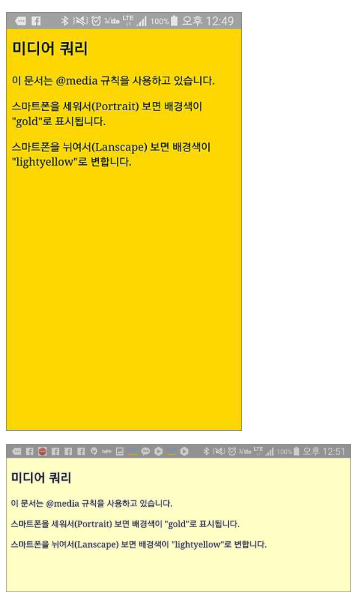 LTE 100% 오후 12:49
미디어 쿼리
이 문서는 @media 규칙을 사용하고 있습니다.
스마트폰을 세워서(Portrait) 보면 배경색이
"gold"로 표시됩니다.
스마트폰을 뉘여서(Lanscape) 보면 배경색이
"lightyellow"로 변합니다.
LTE 100% 오후 12:51
미디어 쿼리
이 문서는 @media 규칙을 사용하고 있습니다.
스마트폰을 세워서(Portrait) 보면 배경색이 "gold"로 표시됩니다.
스마트폰을 뉘여서(Lanscape) 보면 배경색이 "lightyellow"로 변합니다.